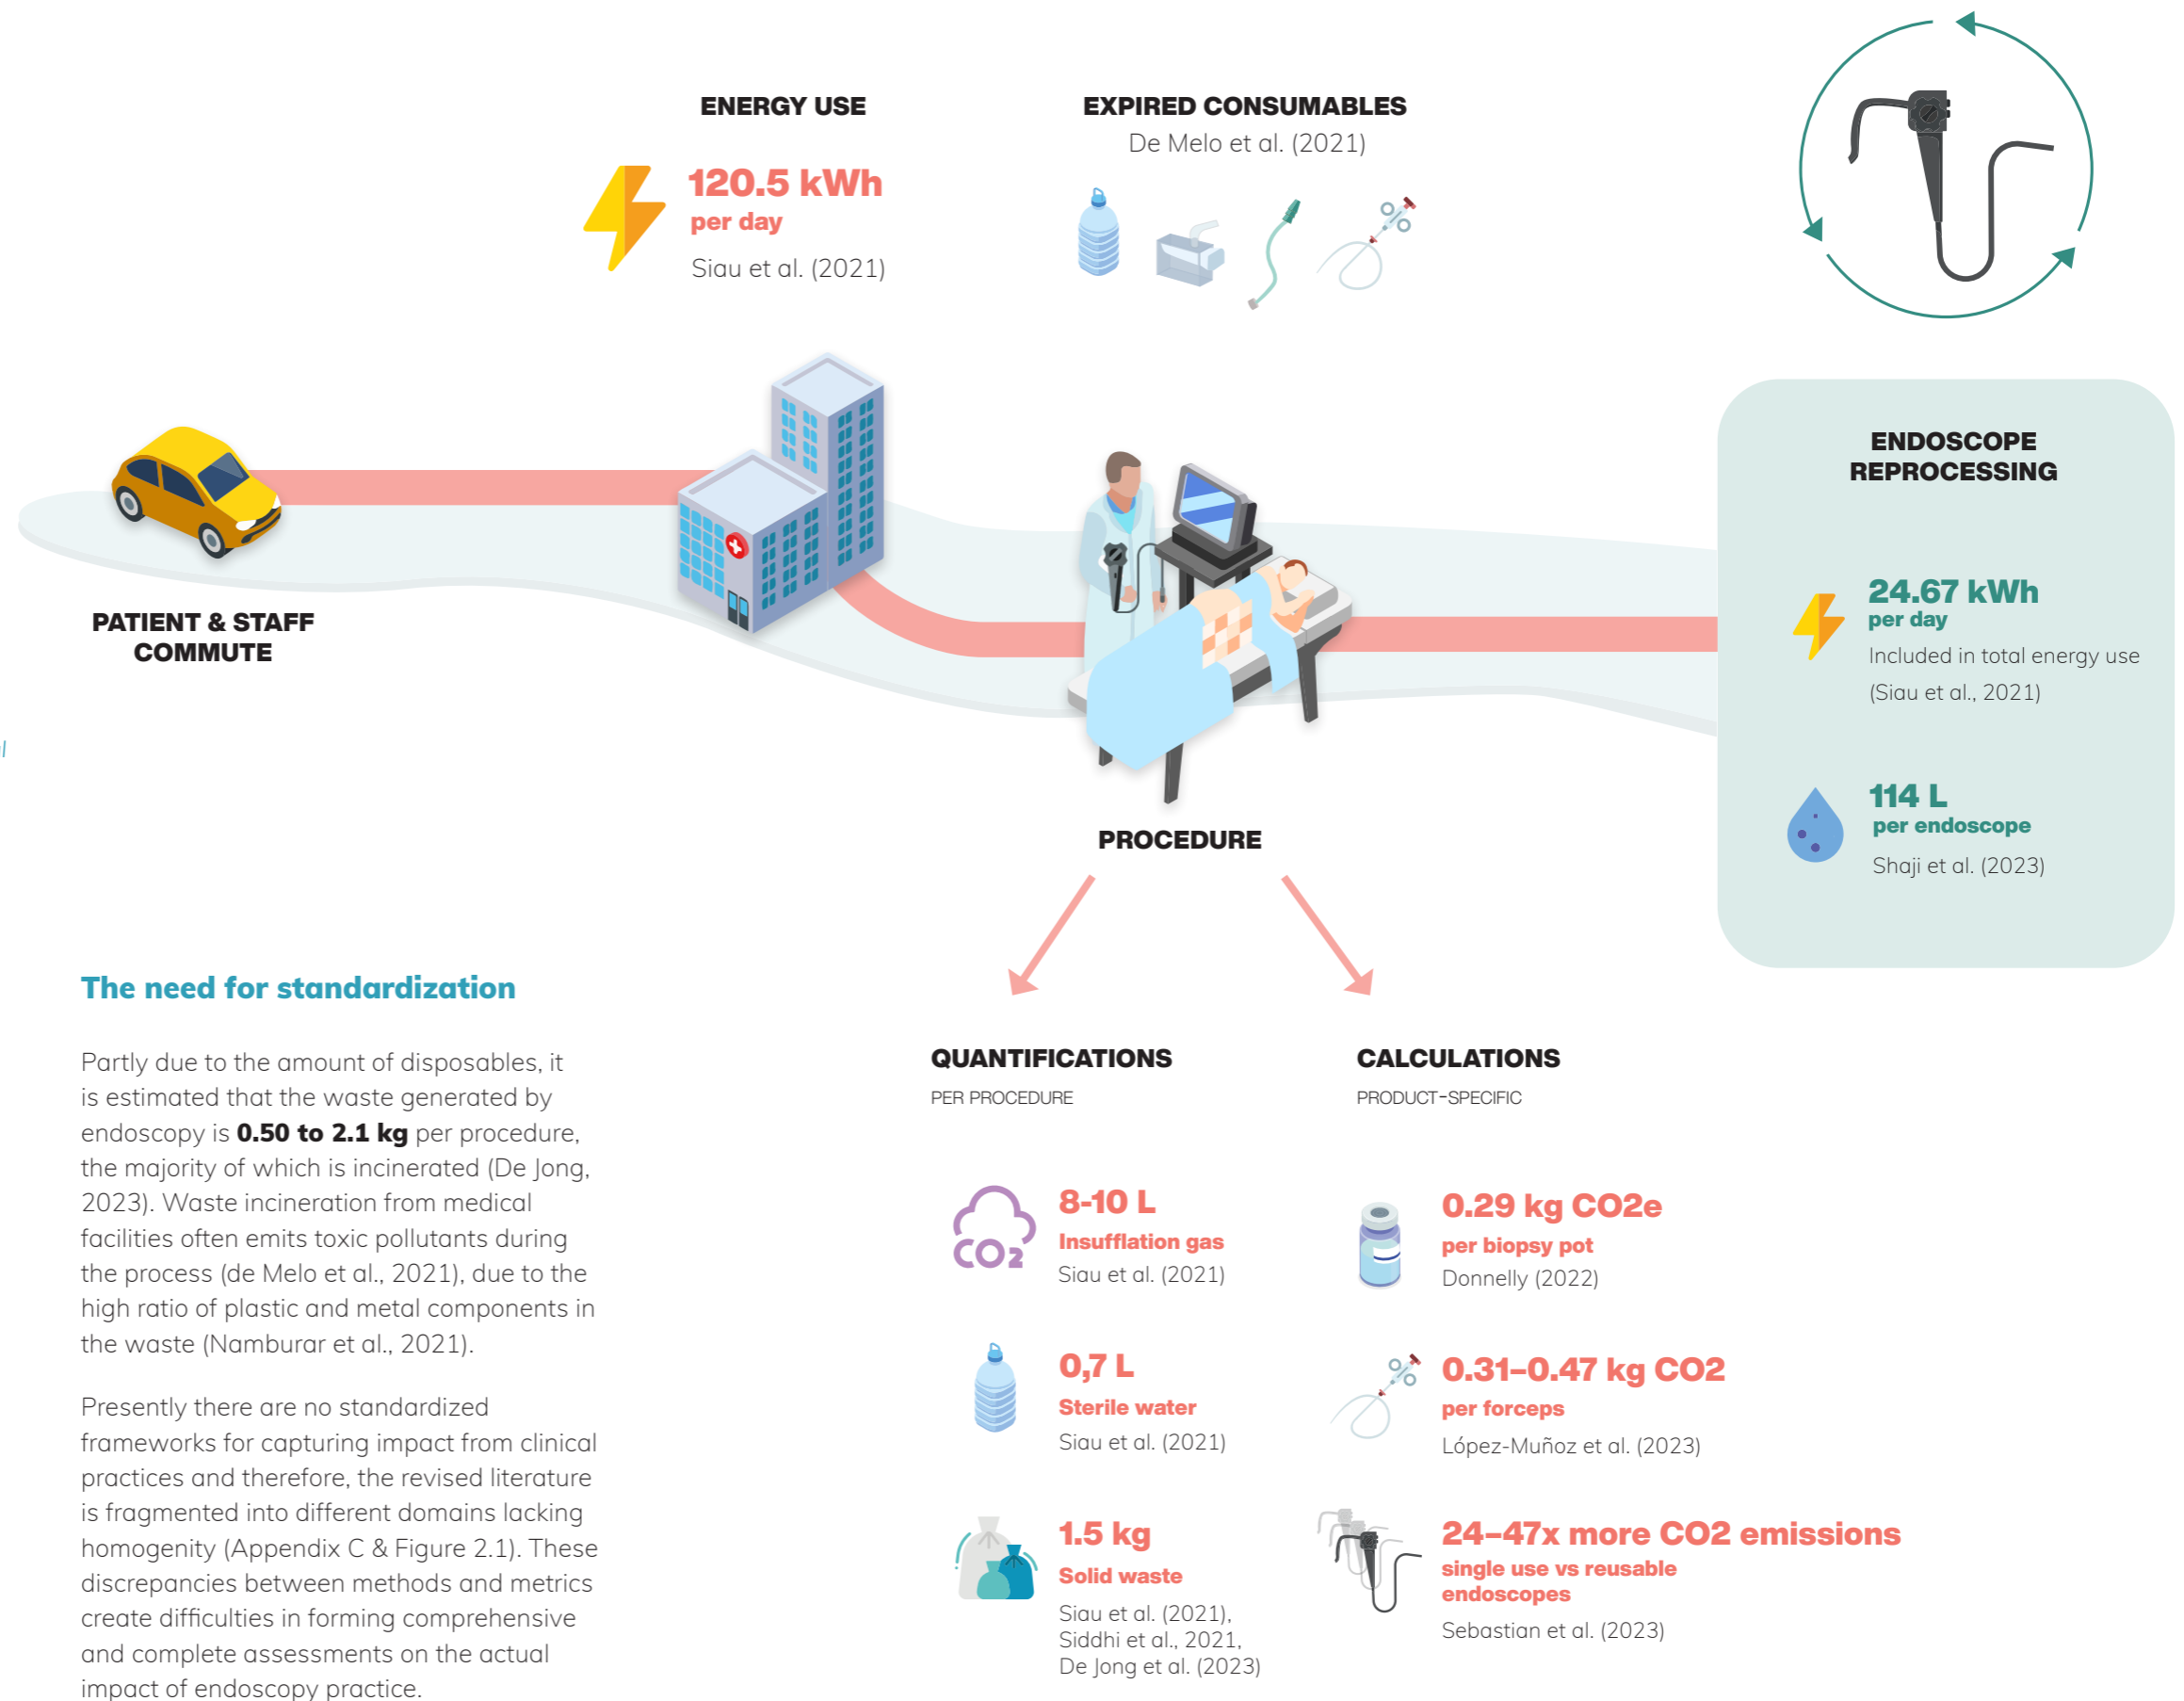 ENERGY USE
120.5 kWh
per day
Siau et al. (2021)
EXPIRED CONSUMABLES
De Melo et al. (2021)
PATIENT & STAFF
COMMUTE
PROCEDURE
ENDOSCOPE
REPROCESSING
24.67 kWh
per day
Included in total energy use
(Siau et al., 2021)
114 L
per endoscope
Shaji et al. (2023)
The need for standardization
Partly due to the amount of disposables, it
is estimated that the waste generated by
endoscopy is 0.50 to 2.1 kg per procedure,
the majority of which is incinerated (De Jong,
2023). Waste incineration from medical
facilities often emits toxic pollutants during
the process (de Melo et al., 2021), due to the
high ratio of plastic and metal components in
the waste (Namburar et al., 2021).
Presently there are no standardized
frameworks for capturing impact from clinical
practices and therefore, the revised literature
is fragmented into different domains lacking
homogenity (Appendix C & Figure 2.1). These
discrepancies between methods and metrics
create difficulties in forming comprehensive
and complete assessments on the actual
impact of endoscopy practice.
QUANTIFICATIONS
PER PROCEDURE
CO2
8-10 L
Insufflation gas
Siau et al. (2021)
0,7 L
Sterile water
Siau et al. (2021)
1.5 kg
Solid waste
Siau et al. (2021),
Siddhi et al., 2021,
De Jong et al. (2023)
CALCULATIONS
PRODUCT-SPECIFIC
0.29 kg CO2e
per biopsy pot
Donnelly (2022)
0.31–0.47 kg CO2
per forceps
López-Muñoz et al. (2023)
24–47x more CO2 emissions
single use vs reusable
endoscopes
Sebastian et al. (2023)